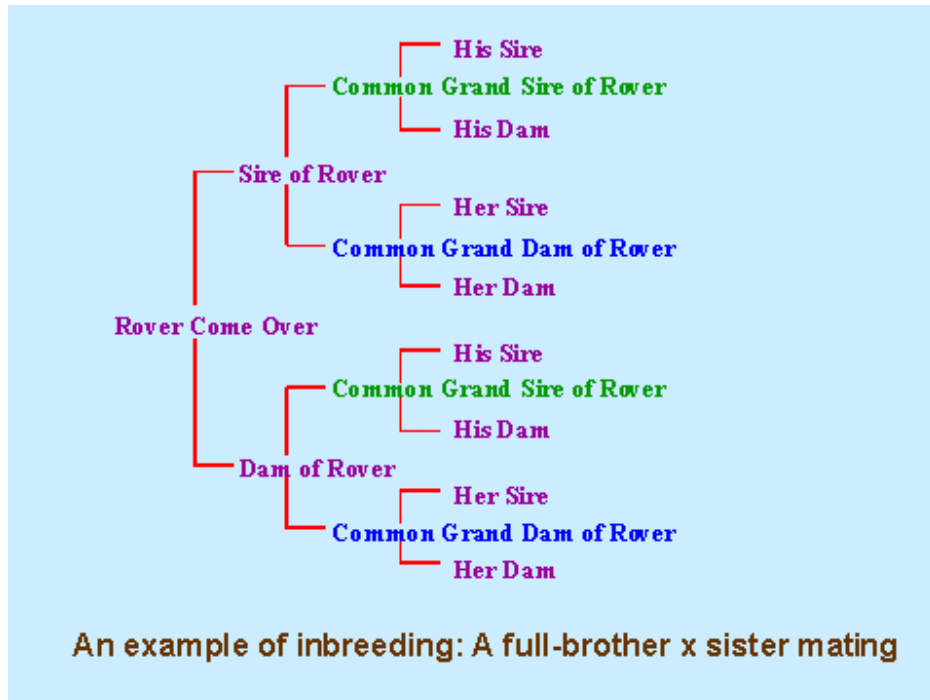 His Sire
Common Grand Sire of Rover
His Dam
Sire of Rover
Her Sire
Common Grand Dam of Rover
Her Dam
Rover Come Over
His Sire
Common Grand Sire of Rover
His Dam
Dam of Rover
Her Sire
Common Grand Dam of Rover
Her Dam
An example of inbreeding: A full-brother x sister mating